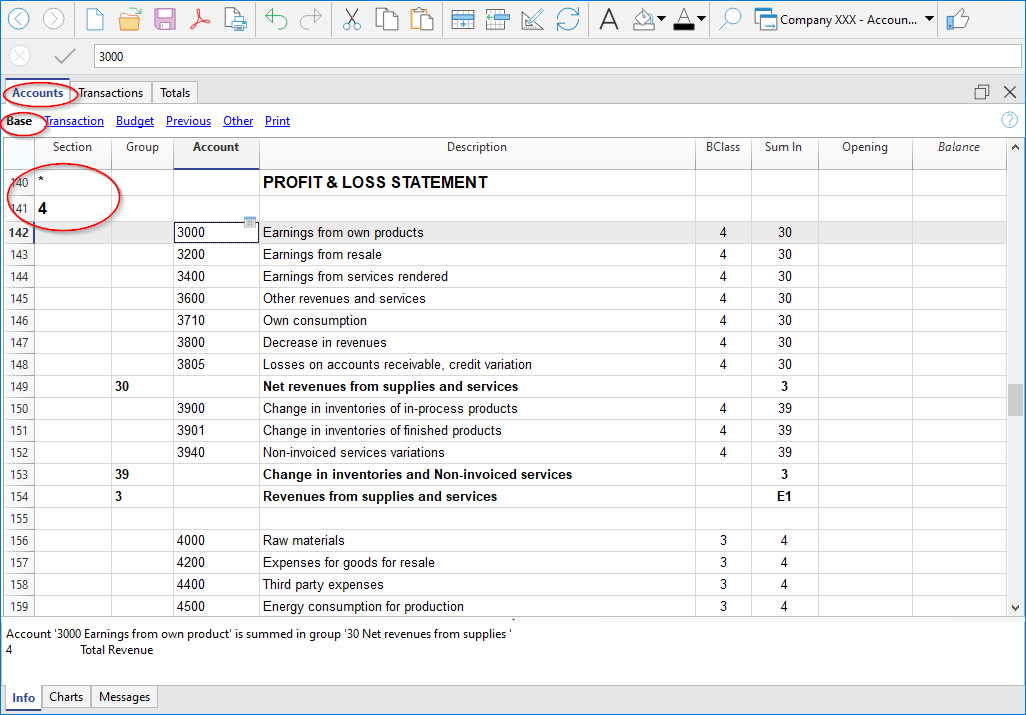 Company XXX - Accoun...
3000
Accounts Transactions Totals
Base Transaction Budget Previous Other Print
Section Group Account Description BClass Sum In Opening Balance
140 * PROFIT & LOSS STATEMENT
141 4
142 3000 Earnings from own products 4 30
143 3200 Earnings from resale 4 30
144 3400 Earnings from services rendered 4 30
145 3600 Other revenues and services 4 30
146 3710 Own consumption 4 30
147 3800 Decrease in revenues 4 30
148 3805 Losses on accounts receivable, credit variation 4 30
149 30 Net revenues from supplies and services 3
150 3900 Change in inventories of in-process products 4 39
151 3901 Change in inventories of finished products 4 39
152 3940 Non-invoiced services variations 4 39
153 39 Change in inventories and Non-invoiced services 3
154 3 Revenues from supplies and services E1
155
156 4000 Raw materials 3 4
157 4200 Expenses for goods for resale 3 4
158 4400 Third party expenses 3 4
159 4500 Energy consumption for production 3 4
Account '3000 Earnings from own product' is summed in group '30 Net revenues from supplies '
4 Total Revenue
Info Charts Messages